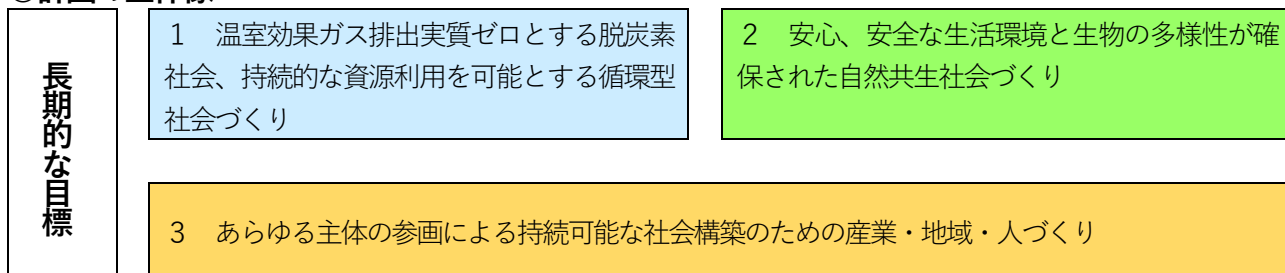 長期的な目標
1 温室効果ガス排出実質ゼロとする脱炭素
社会、持続的な資源利用を可能とする循環型
社会づくり
2 安心、安全な生活環境と生物の多様性が確
保された自然共生社会づくり
3 あらゆる主体の参画による持続可能な社会構築のための産業・地域・人づくり